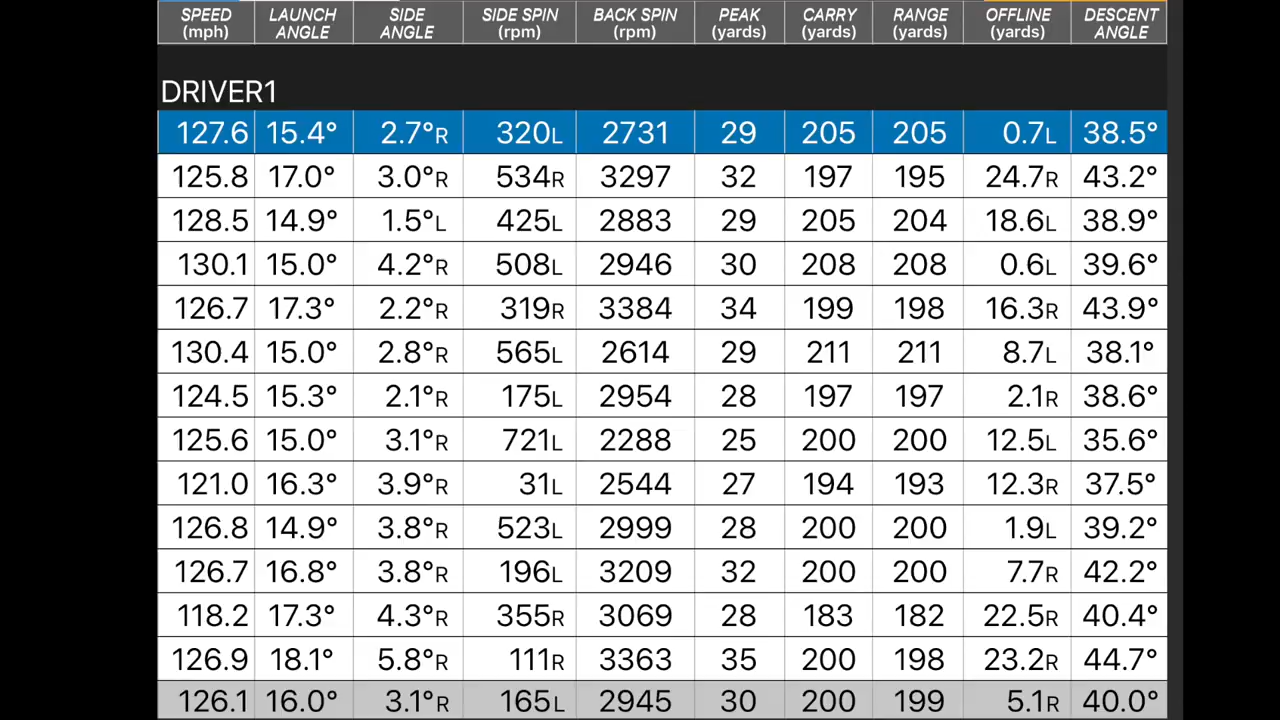 SPEED (mph) LAUNCH ANGLE SIDE ANGLE SIDE SPIN (rpm) BACK SPIN (rpm) PEAK (yards) CARRY (yards) RANGE (yards) OFFLINE (yards) DESCENT ANGLE
DRIVER1
127.6 15.4° 2.7°R 320L 2731 29 205 205 0.7L 38.5°
125.8 17.0° 3.0°R 534R 3297 32 197 195 24.7R 43.2°
128.5 14.9° 1.5°L 425L 2883 29 205 204 18.6L 38.9°
130.1 15.0° 4.2°R 508L 2946 30 208 208 0.6L 39.6°
126.7 17.3° 2.2°R 319R 3384 34 199 198 16.3R 43.9°
130.4 15.0° 2.8°R 565L 2614 29 211 211 8.7L 38.1°
124.5 15.3° 2.1°R 175L 2954 28 197 197 2.1R 38.6°
125.6 15.0° 3.1°R 721L 2288 25 200 200 12.5L 35.6°
121.0 16.3° 3.9°R 31L 2544 27 194 193 12.3R 37.5°
126.8 14.9° 3.8°R 523L 2999 28 200 200 1.9L 39.2°
126.7 16.8° 3.8°R 196L 3209 32 200 200 7.7R 42.2°
118.2 17.3° 4.3°R 355R 3069 28 183 182 22.5R 40.4°
126.9 18.1° 5.8°R 111R 3363 35 200 198 23.2R 44.7°
126.1 16.0° 3.1°R 165L 2945 30 200 199 5.1R 40.0°